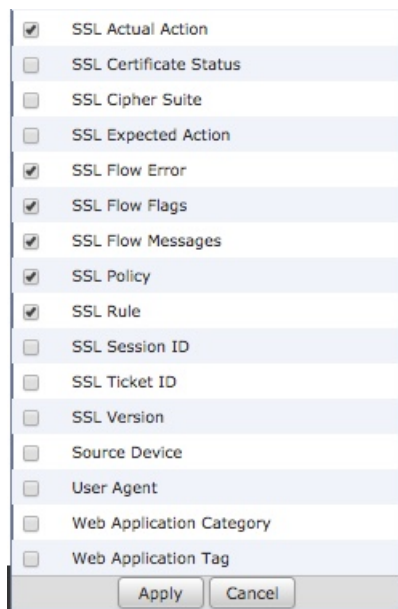 SSL Actual Action
SSL Certificate Status
SSL Cipher Suite
SSL Expected Action
SSL Flow Error
SSL Flow Flags
SSL Flow Messages
SSL Policy
SSL Rule
SSL Session ID
SSL Ticket ID
SSL Version
Source Device
User Agent
Web Application Category
Web Application Tag
Apply Cancel